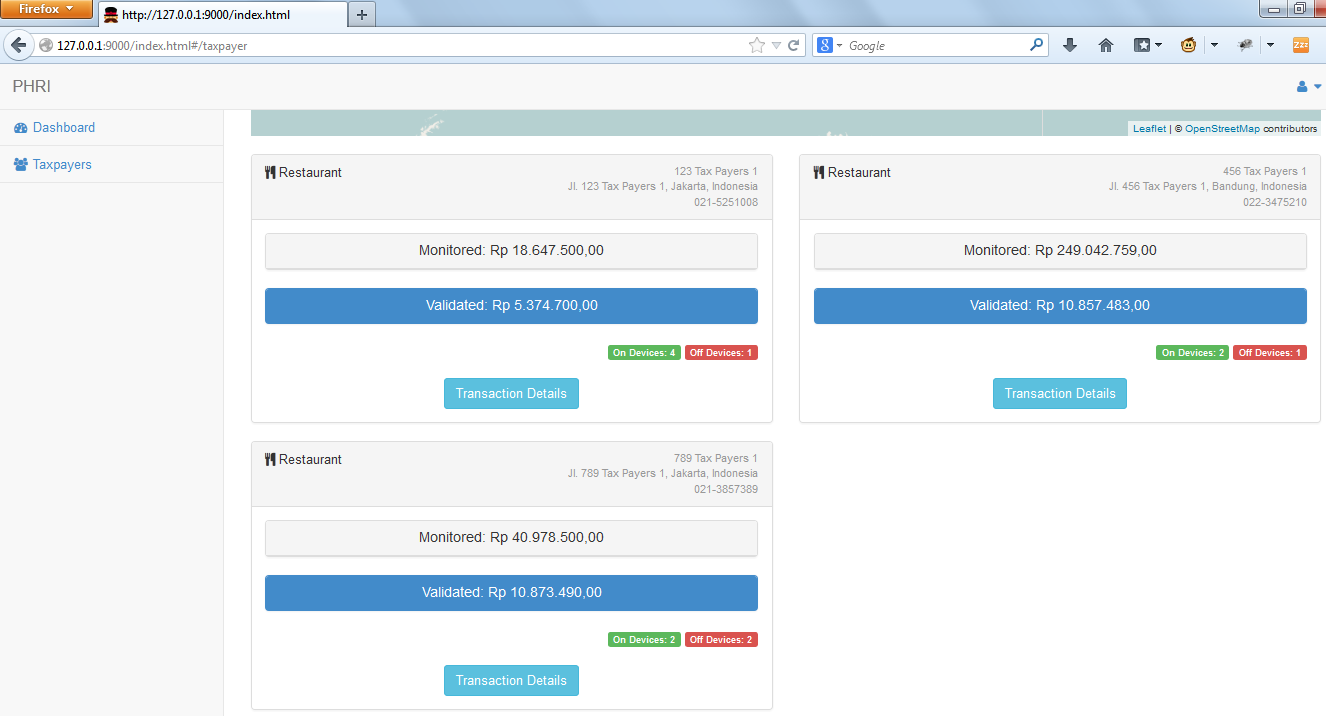 Firefox
http://127.0.0.1:9000/index.html
127.0.0.1:9000/index.html#/taxpayer
8 Google
Zz
PHRI
Dashboard
Taxpayers
Leaflet | © OpenStreetMap contributors
Restaurant
123 Tax Payers 1
Jl. 123 Tax Payers 1, Jakarta, Indonesia
021-5251008
Monitored: Rp 18.647.500,00
Validated: Rp 5.374.700,00
On Devices: 4 Off Devices: 1
Transaction Details
Restaurant
456 Tax Payers 1
Jl. 456 Tax Payers 1, Bandung, Indonesia
022-3475210
Monitored: Rp 249.042.759,00
Validated: Rp 10.857.483,00
On Devices: 2 Off Devices: 1
Transaction Details
Restaurant
789 Tax Payers 1
Jl. 789 Tax Payers 1, Jakarta, Indonesia
021-3857389
Monitored: Rp 40.978.500,00
Validated: Rp 10.873.490,00
On Devices: 2 Off Devices: 2
Transaction Details